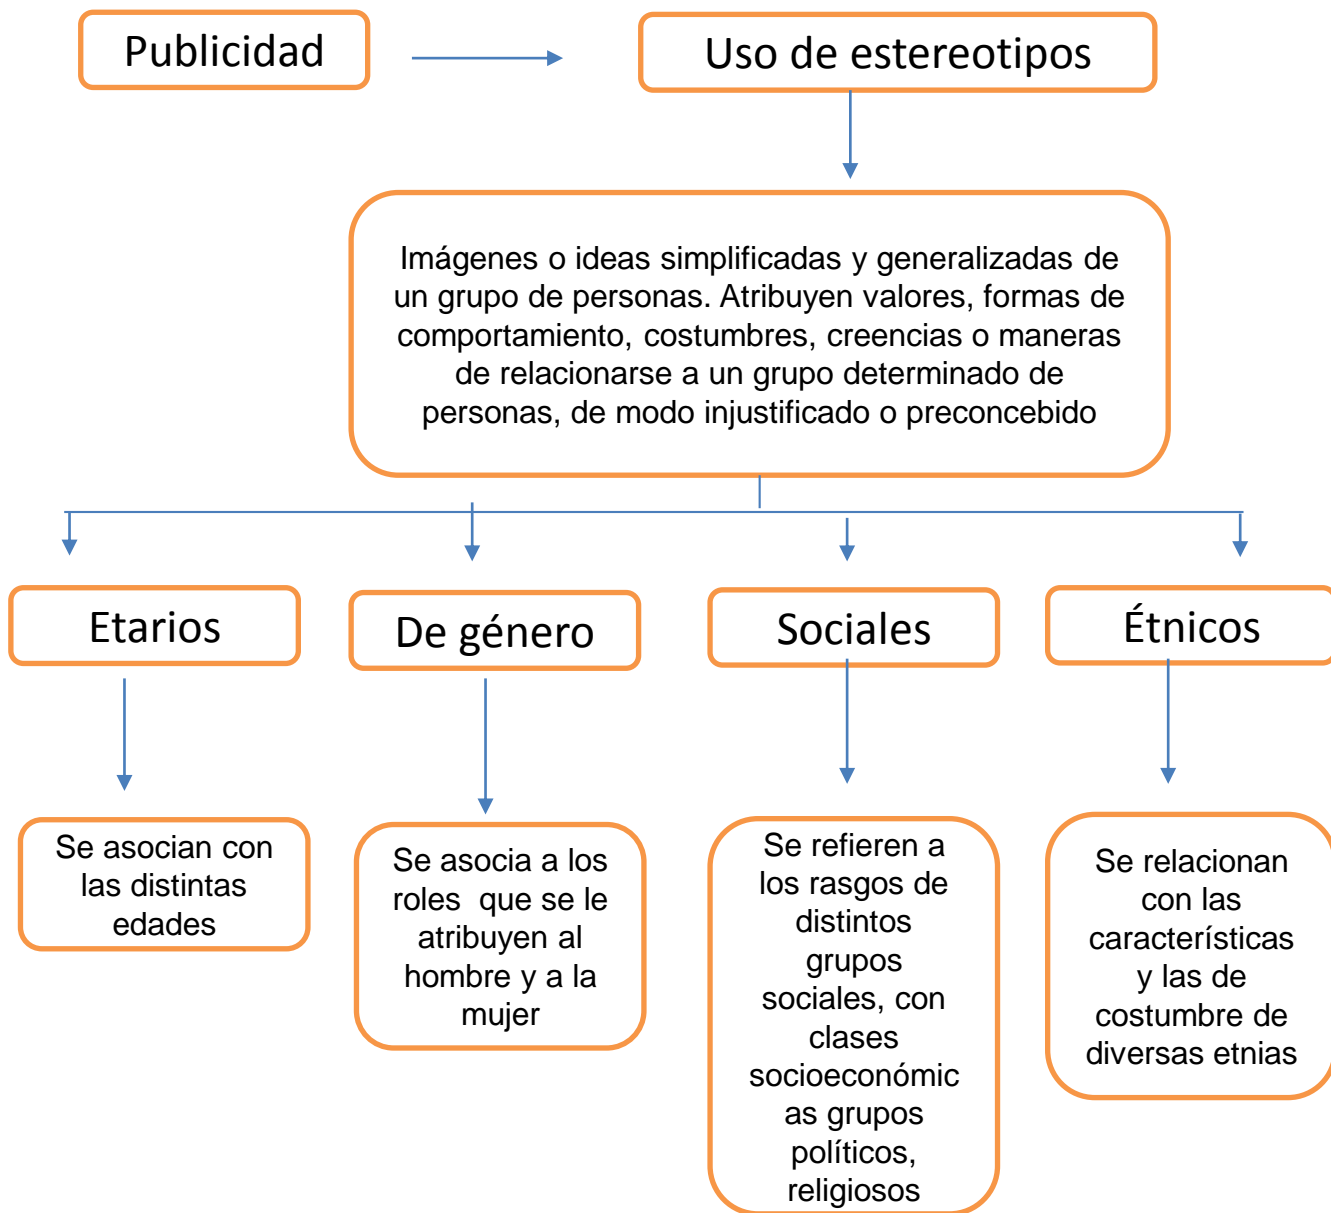 Publicidad
Uso de estereotipos
Imágenes o ideas simplificadas y generalizadas de
un grupo de personas. Atribuyen valores, formas de
comportamiento, costumbres, creencias o maneras
de relacionarse a un grupo determinado de
personas, de modo injustificado o preconcebido
Etarios
De género
Sociales
Étnicos
Se asocian con
las distintas
edades
Se asocia a los
roles  que se le
atribuyen al
hombre y a la
mujer
Se refieren a
los rasgos de
distintos
grupos
sociales, con
clases
socioeconómic
as grupos
políticos,
religiosos
Se relacionan
con las
características
y las de
costumbre de
diversas etnias